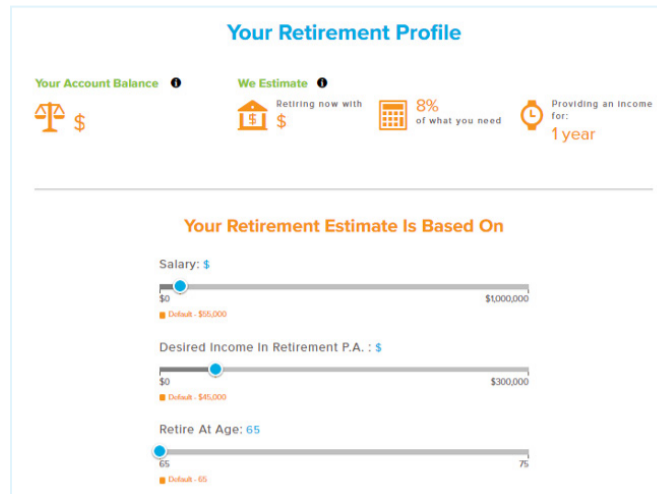 Your Retirement Profile
Your Account Balance i
We Estimate i
$
Retiring now with
$
8%
of what you need
Providing an income
for:
1 year
Your Retirement Estimate Is Based On
Salary: $
$0 $1,000,000
Default - $55,000
Desired Income In Retirement P.A. : $
$0 $300,000
Default - $45,000
Retire At Age: 65
65 75
Default - 65